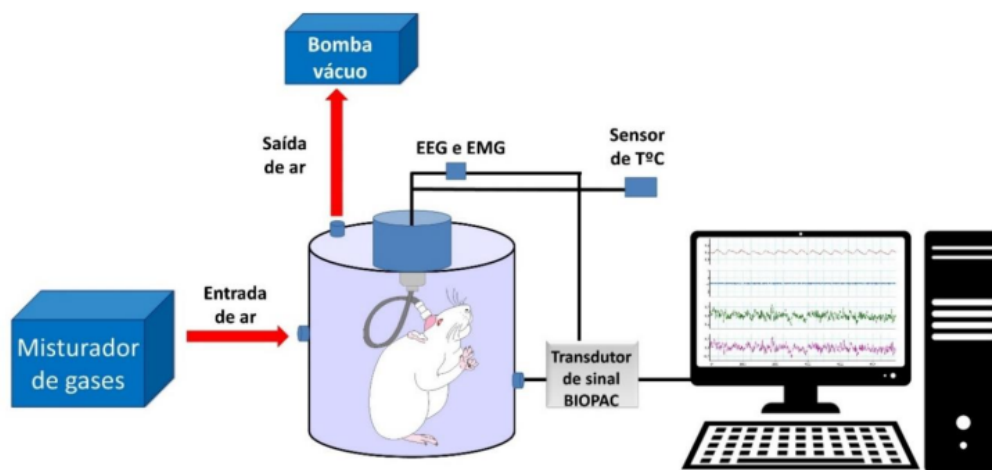 Bomba
vácuo
Saída
de ar
EEG e EMG
Sensor
de TºC
Entrada
de ar
Misturador
de gases
Transdutor
de sinal
BIOPAC